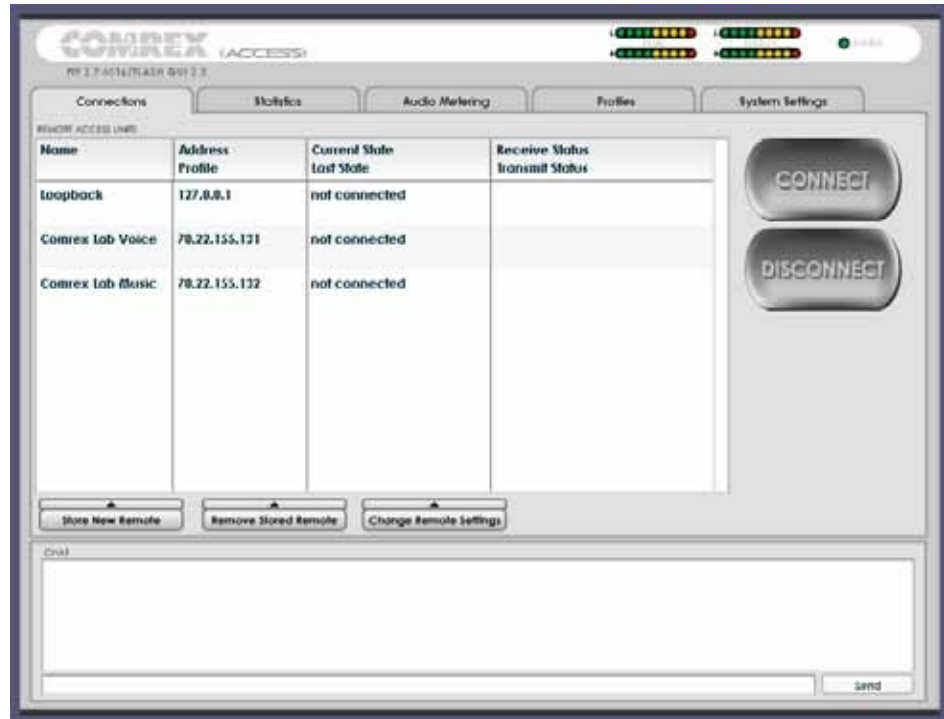 COMREX (ACCESS)
Connections
Statistics
Audio Metering
Profiles
System Settings
REMOTE ACCESS UNITS
Name
Address
Profile
Current State
Last State
Receive Status
Transmit Status
Loopback
127.0.0.1
not connected
Comrex Lab Voice
70.22.155.131
not connected
Comrex Lab Music
70.22.155.132
not connected
CONNECT
DISCONNECT
Store New Remote
Remove Stored Remote
Change Remote Settings
CHAT
Send